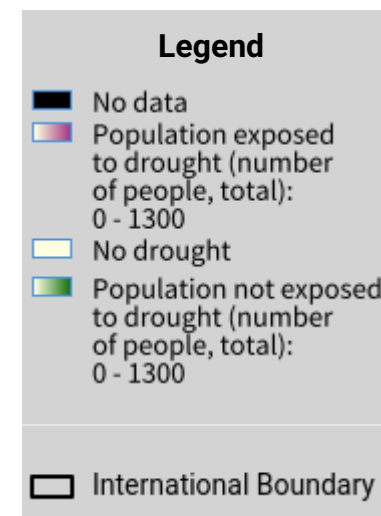 Legend
No data
Population exposed
to drought (number
of people, total):
0 - 1300
No drought
Population not exposed
to drought (number
of people, total):
0 - 1300
International Boundary